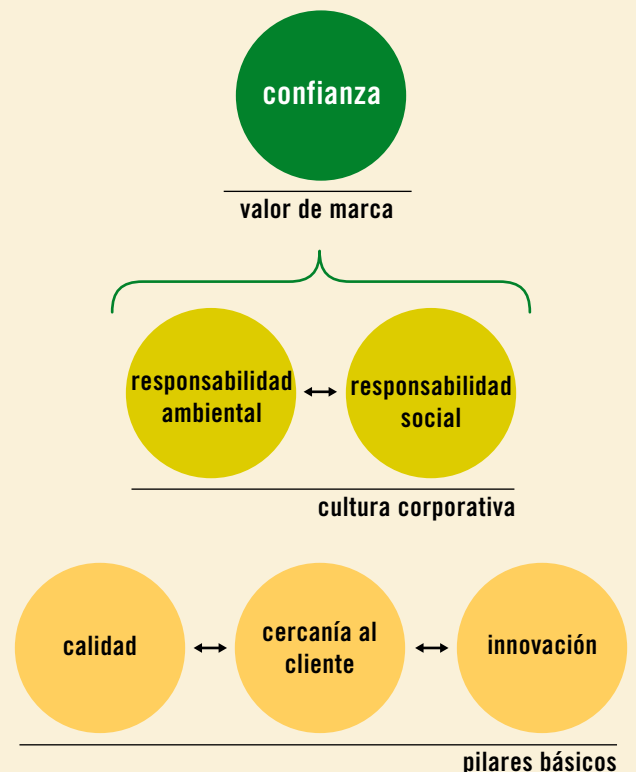 confianza
valor de marca
responsabilidad
ambiental
responsabilidad
social
cultura corporativa
calidad
cercanía al
cliente
innovación
pilares básicos